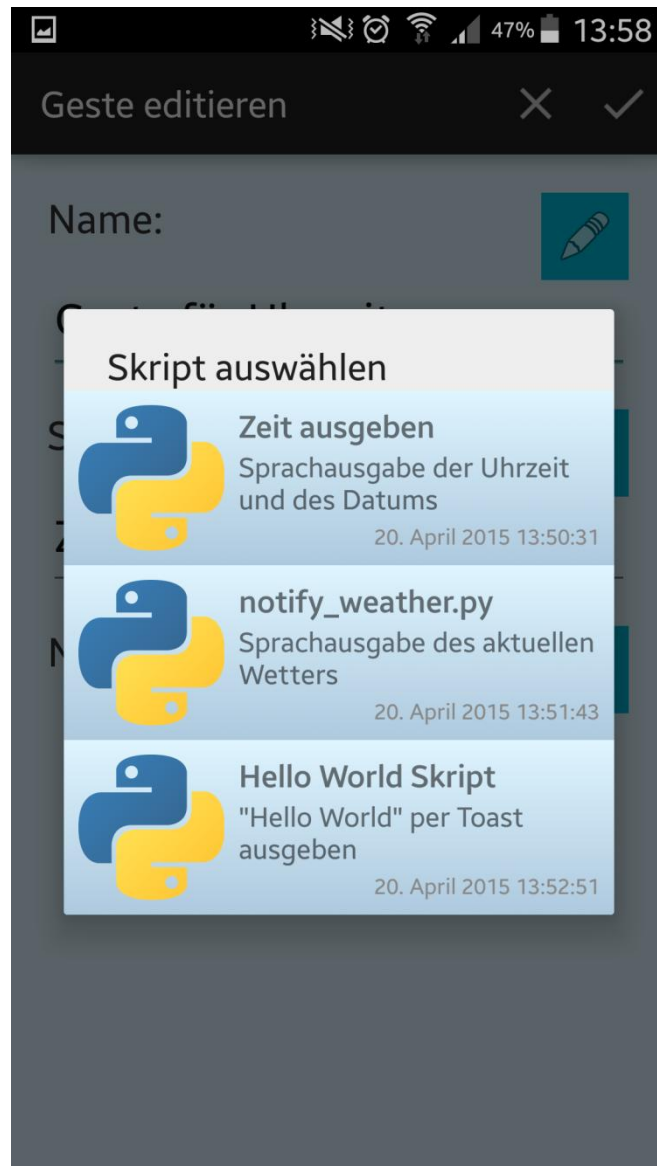 47% 13:58
Geste editieren
Name:
Skript auswählen
Zeit ausgeben
Sprachausgabe der Uhrzeit
und des Datums
20. April 2015 13:50:31
notify_weather.py
Sprachausgabe des aktuellen
Wetters
20. April 2015 13:51:43
Hello World Skript
"Hello World" per Toast
ausgeben
20. April 2015 13:52:51